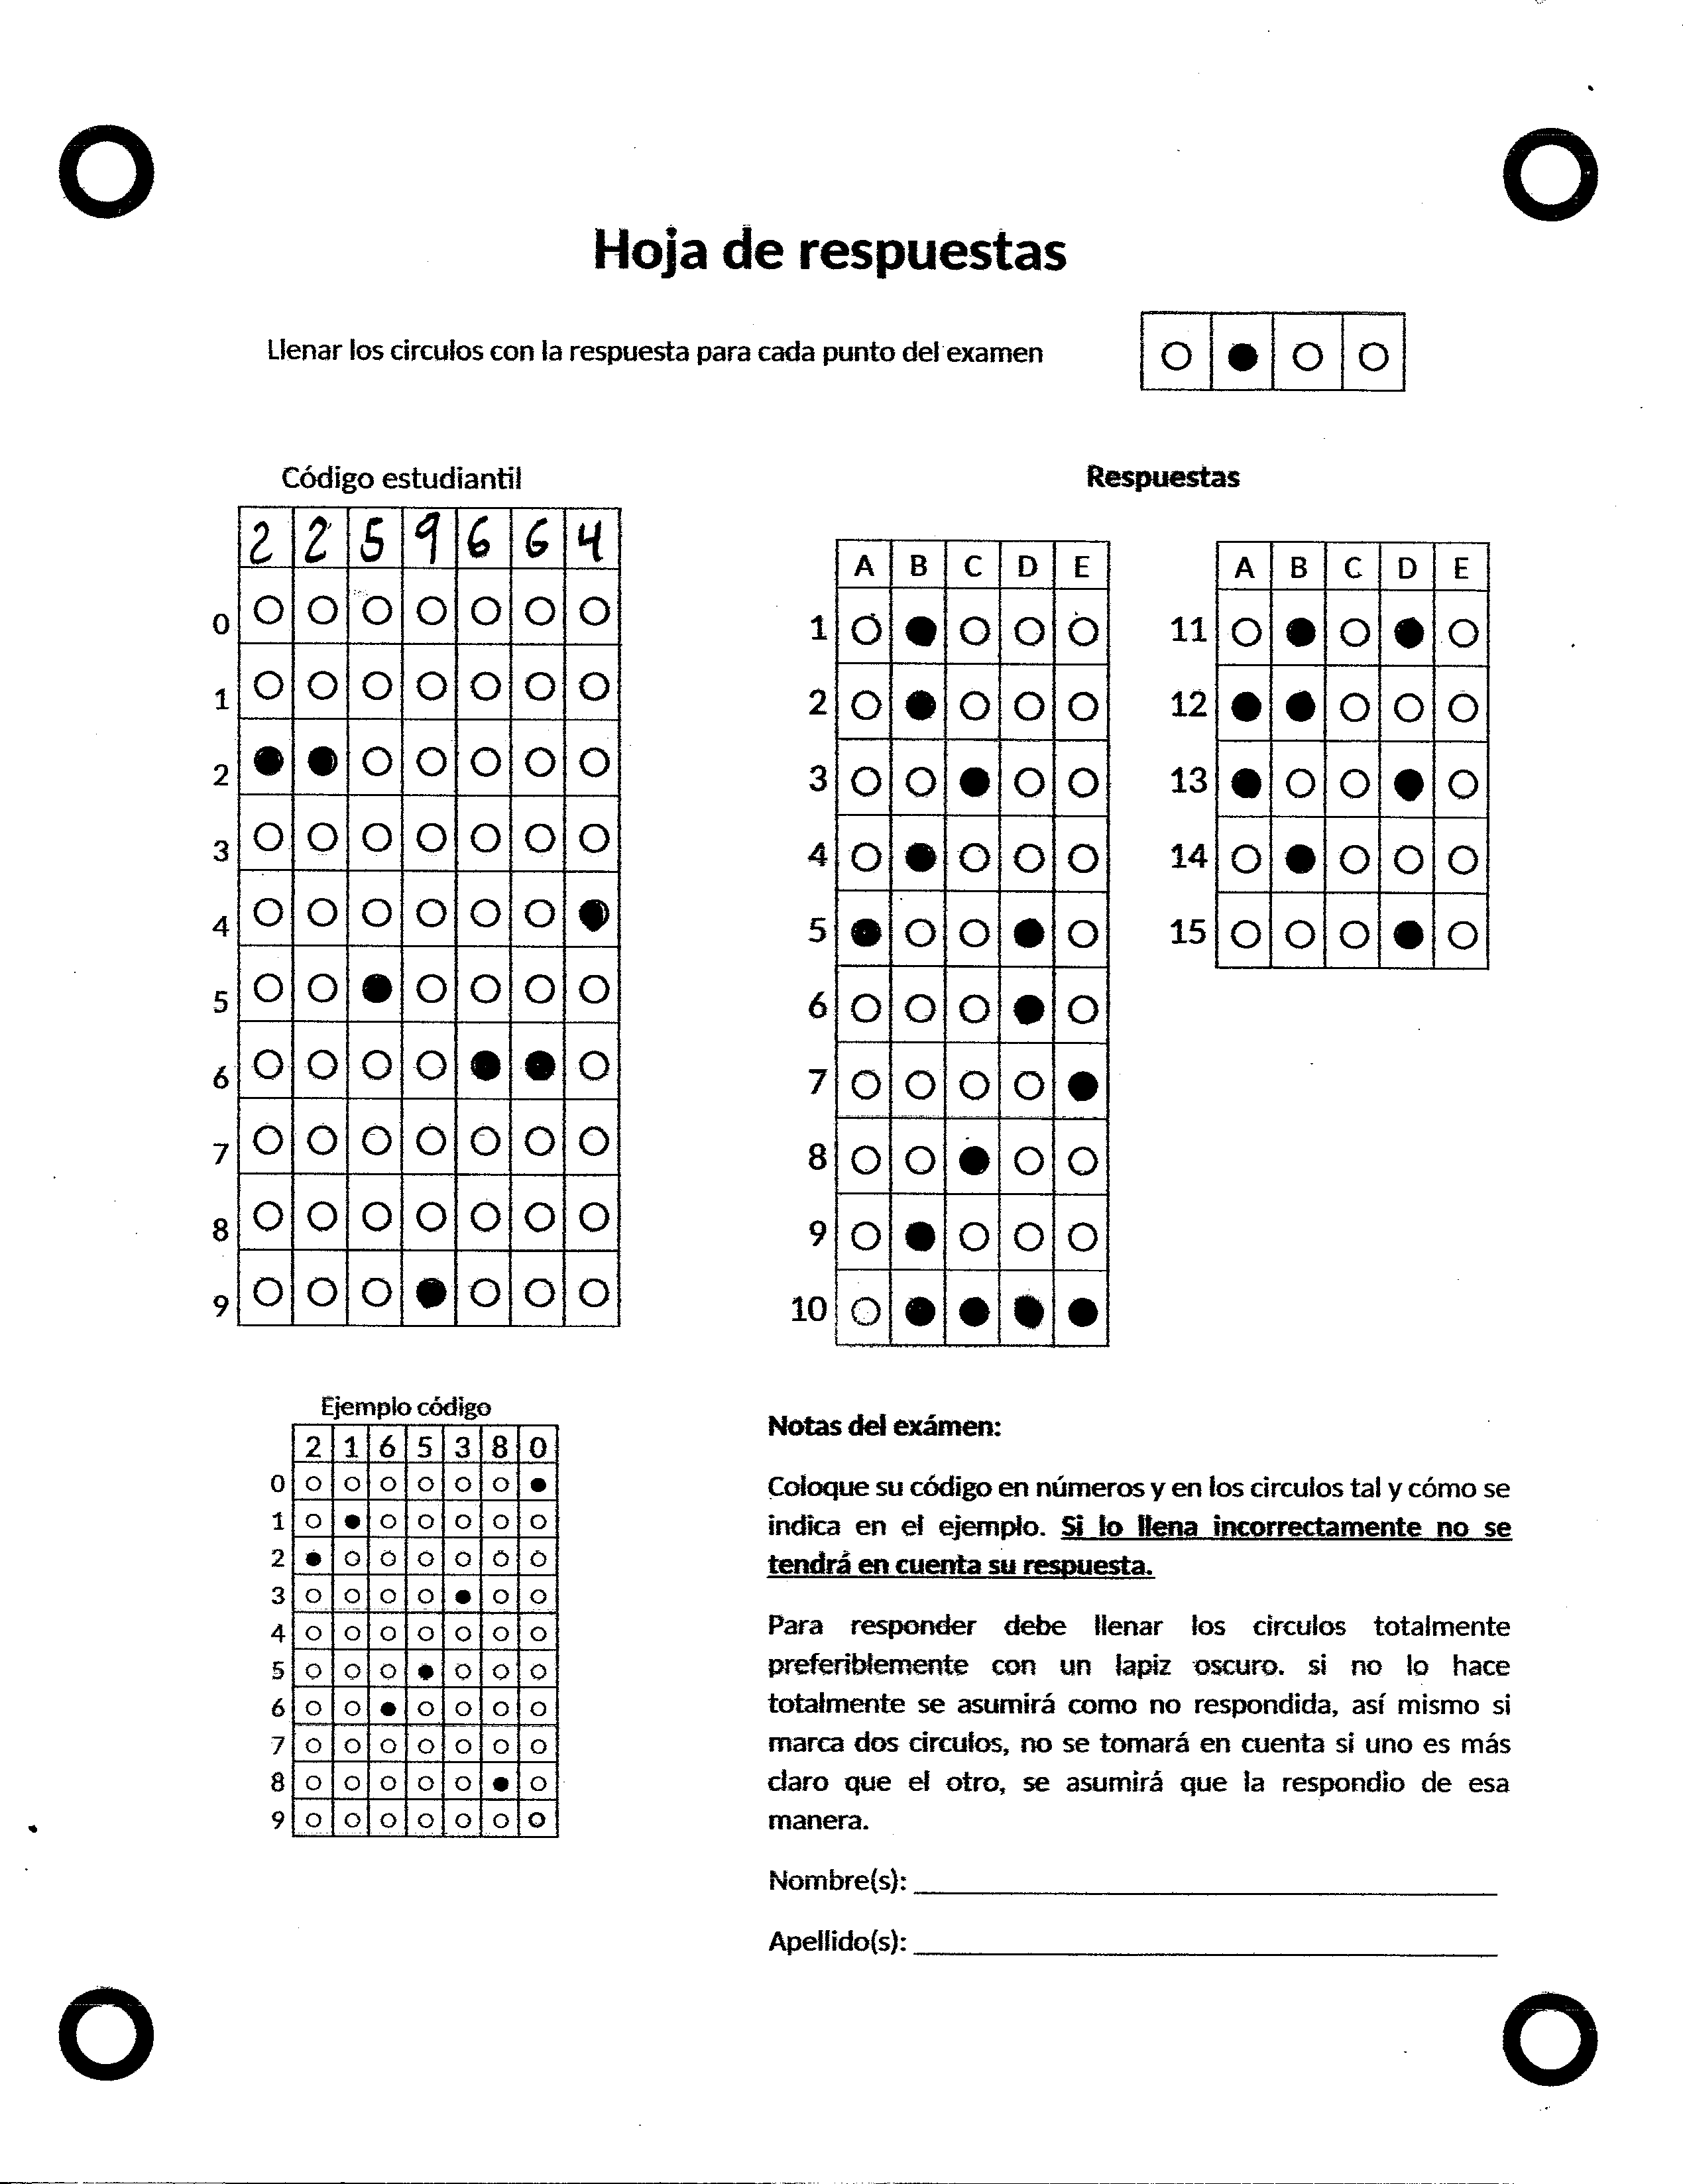 Hoja de respuestas
Llenar los circulos con la respuesta para cada punto del examen
Código estudiantil
2 2 5 9 6 6 4
0
1
2
3
4
5
6
7
8
9
Respuestas
A B C D E
1
2
3
4
5
6
7
8
9
10
A B C D E
11
12
13
14
15
Ejemplo código
2 1 6 5 3 8 0
0
1
2
3
4
5
6
7
8
9
Notas del exámen:
Coloque su código en números y en los circulos tal y cómo se
indica en el ejemplo. Si lo llena incorrectamente no se
tendrá en cuenta su respuesta.
Para responder debe llenar los circulos totalmente
preferiblemente con un lapiz oscuro. si no lo hace
totalmente se asumirá como no respondida, así mismo si
marca dos circulos, no se tomará en cuenta si uno es más
claro que el otro, se asumirá que la respondio de esa
manera.
Nombre(s):
Apellido(s):